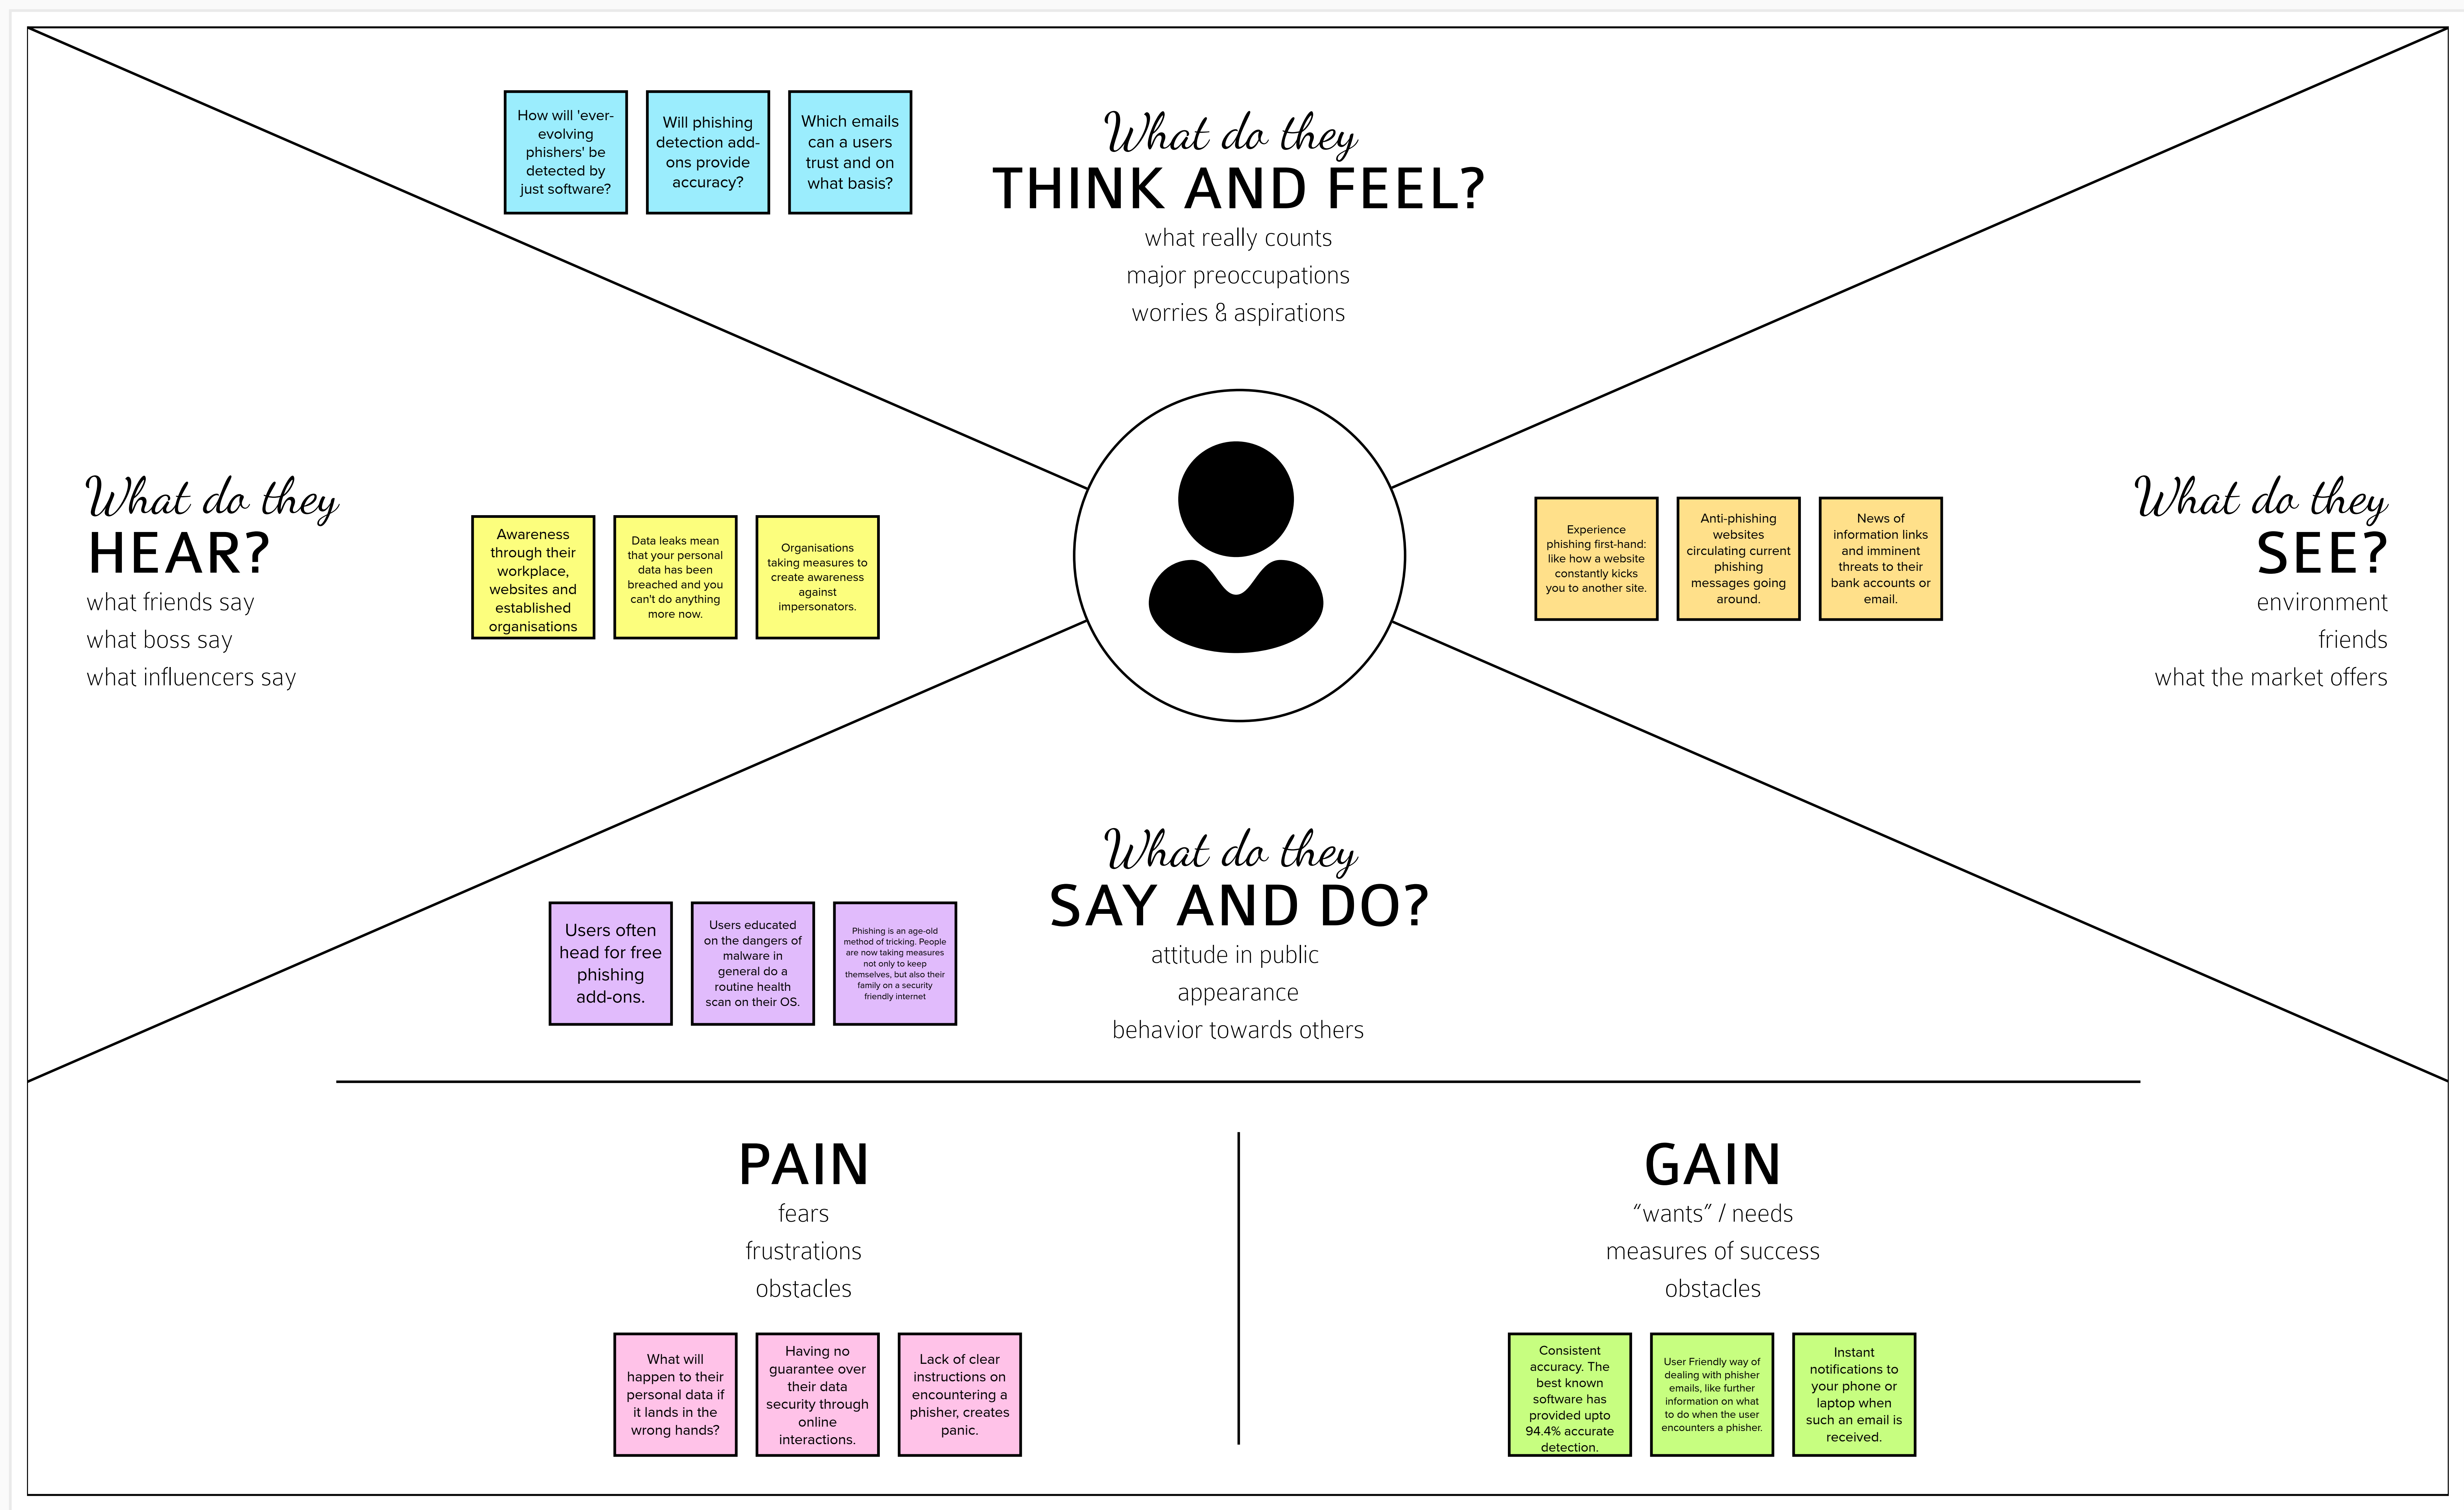 How will 'ever-
evolving
phishers' be
detected by
just software?
Will phishing
detection add-
ons provide
accuracy?
Which emails
can a users
trust and on
what basis?
What do they
THINK AND FEEL?
what really counts
major preoccupations
worries & aspirations
What do they
HEAR?
what friends say
what boss say
what influencers say
Awareness
through their
workplace,
websites and
established
organisations
Data leaks mean
that your personal
data has been
breached and you
can't do anything
more now.
Organisations
taking measures to
create awareness
against
impersonators.
Experience
phishing first-hand:
like how a website
constantly kicks
you to another site.
Anti-phishing
websites
circulating current
phishing
messages going
around.
News of
information links
and imminent
threats to their
bank accounts or
email.
What do they
SEE?
environment
friends
what the market offers
What do they
SAY AND DO?
attitude in public
appearance
behavior towards others
Users often
head for free
phishing
add-ons.
Users educated
on the dangers of
malware in
general do a
routine health
scan on their OS.
Phishing is an age-old
method of tricking. People
are now taking measures
not only to keep
themselves, but also their
family on a security
friendly internet
PAIN
fears
frustrations
obstacles
What will
happen to their
personal data if
it lands in the
wrong hands?
Having no
guarantee over
their data
security through
online
interactions.
Lack of clear
instructions on
encountering a
phisher, creates
panic.
GAIN
“wants” / needs
measures of success
obstacles
Consistent
accuracy. The
best known
software has
provided upto
94.4% accurate
detection.
User Friendly way of
dealing with phisher
emails, like further
information on what
to do when the user
encounters a phisher.
Instant
notifications to
your phone or
laptop when
such an email is
received.